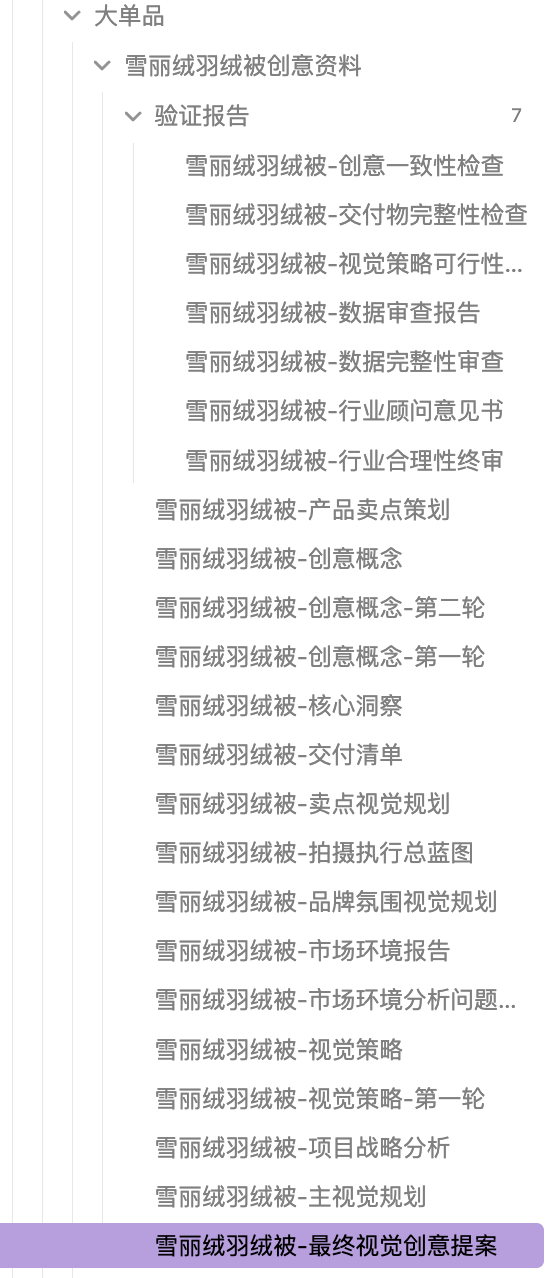 大单品
雪丽绒羽绒被创意资料
验证报告 7
雪丽绒羽绒被-创意一致性检查
雪丽绒羽绒被-交付物完整性检查
雪丽绒羽绒被-视觉策略可行性...
雪丽绒羽绒被-数据审查报告
雪丽绒羽绒被-数据完整性审查
雪丽绒羽绒被-行业顾问意见书
雪丽绒羽绒被-行业合理性终审
雪丽绒羽绒被-产品卖点策划
雪丽绒羽绒被-创意概念
雪丽绒羽绒被-创意概念-第二轮
雪丽绒羽绒被-创意概念-第一轮
雪丽绒羽绒被-核心洞察
雪丽绒羽绒被-交付清单
雪丽绒羽绒被-卖点视觉规划
雪丽绒羽绒被-拍摄执行总蓝图
雪丽绒羽绒被-品牌氛围视觉规划
雪丽绒羽绒被-市场环境报告
雪丽绒羽绒被-市场环境分析问题...
雪丽绒羽绒被-视觉策略
雪丽绒羽绒被-视觉策略-第一轮
雪丽绒羽绒被-项目战略分析
雪丽绒羽绒被-主视觉规划
雪丽绒羽绒被-最终视觉创意提案